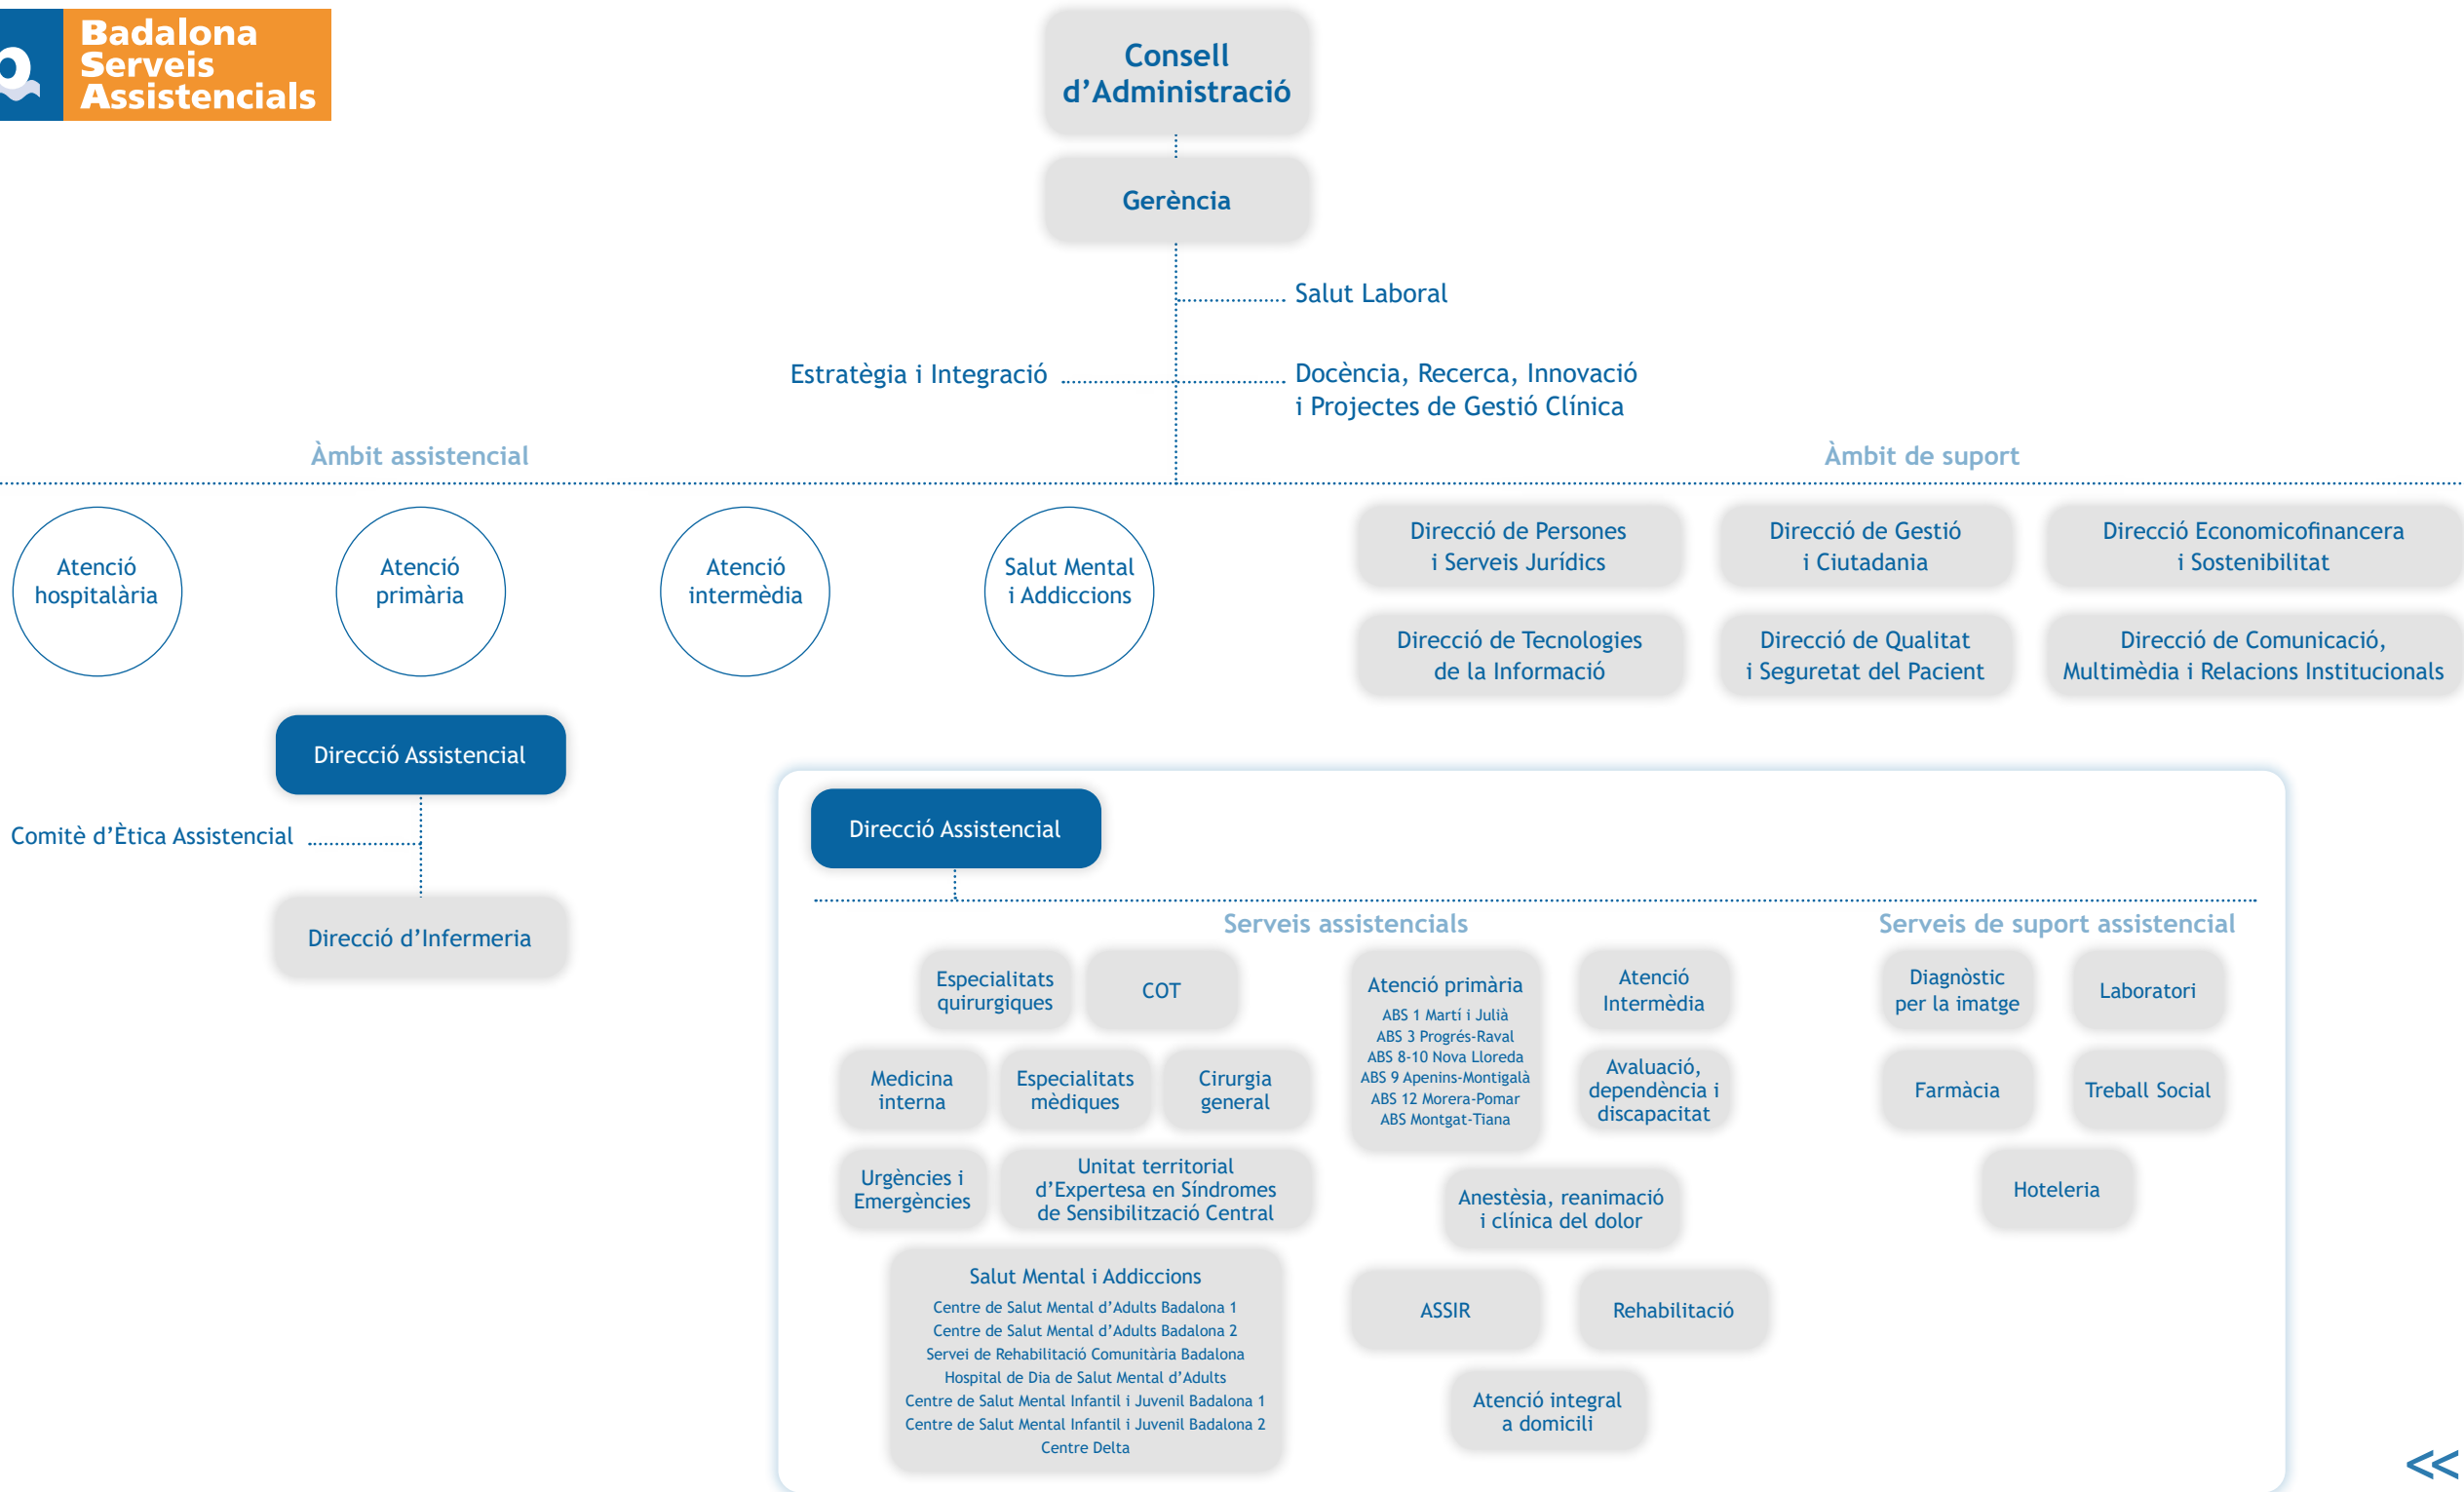 Badalona
Serveis
Assistencials
Consell
d’Administració
Gerència
Salut Laboral
Estratègia i Integració
Docència, Recerca, Innovació
i Projectes de Gestió Clínica
Àmbit assistencial
Àmbit de suport
Atenció
hospitalària
Atenció
primària
Atenció
intermèdia
Salut Mental
i Addiccions
Direcció de Persones
i Serveis Jurídics
Direcció de Gestió
i Ciutadania
Direcció Economicofinancera
i Sostenibilitat
Direcció de Tecnologies
de la Informació
Direcció de Qualitat
i Seguretat del Pacient
Direcció de Comunicació,
Multimèdia i Relacions Institucionals
Direcció Assistencial
Comitè d’Ètica Assistencial
Direcció d’Infermeria
Direcció Assistencial
Serveis assistencials
Especialitats
quirurgiques
COT
Medicina
interna
Especialitats
mèdiques
Cirurgia
general
Urgències i
Emergències
Unitat territorial
d’Expertesa en Síndromes
de Sensibilització Central
Salut Mental i Addiccions
Centre de Salut Mental d’Adults Badalona 1
Centre de Salut Mental d’Adults Badalona 2
Servei de Rehabilitació Comunitària Badalona
Hospital de Dia de Salut Mental d’Adults
Centre de Salut Mental Infantil i Juvenil Badalona 1
Centre de Salut Mental Infantil i Juvenil Badalona 2
Centre Delta
Atenció primària
ABS 1 Martí i Julià
ABS 3 Progrés-Raval
ABS 8-10 Nova Lloreda
ABS 9 Apenins-Montigalà
ABS 12 Morera-Pomar
ABS Montgat-Tiana
Atenció
Intermèdia
Avaluació,
dependència i
discapacitat
Anestèsia, reanimació
i clínica del dolor
ASSIR
Rehabilitació
Atenció integral
a domicili
Serveis de suport assistencial
Diagnòstic
per la imatge
Laboratori
Farmàcia
Treball Social
Hoteleria
<<